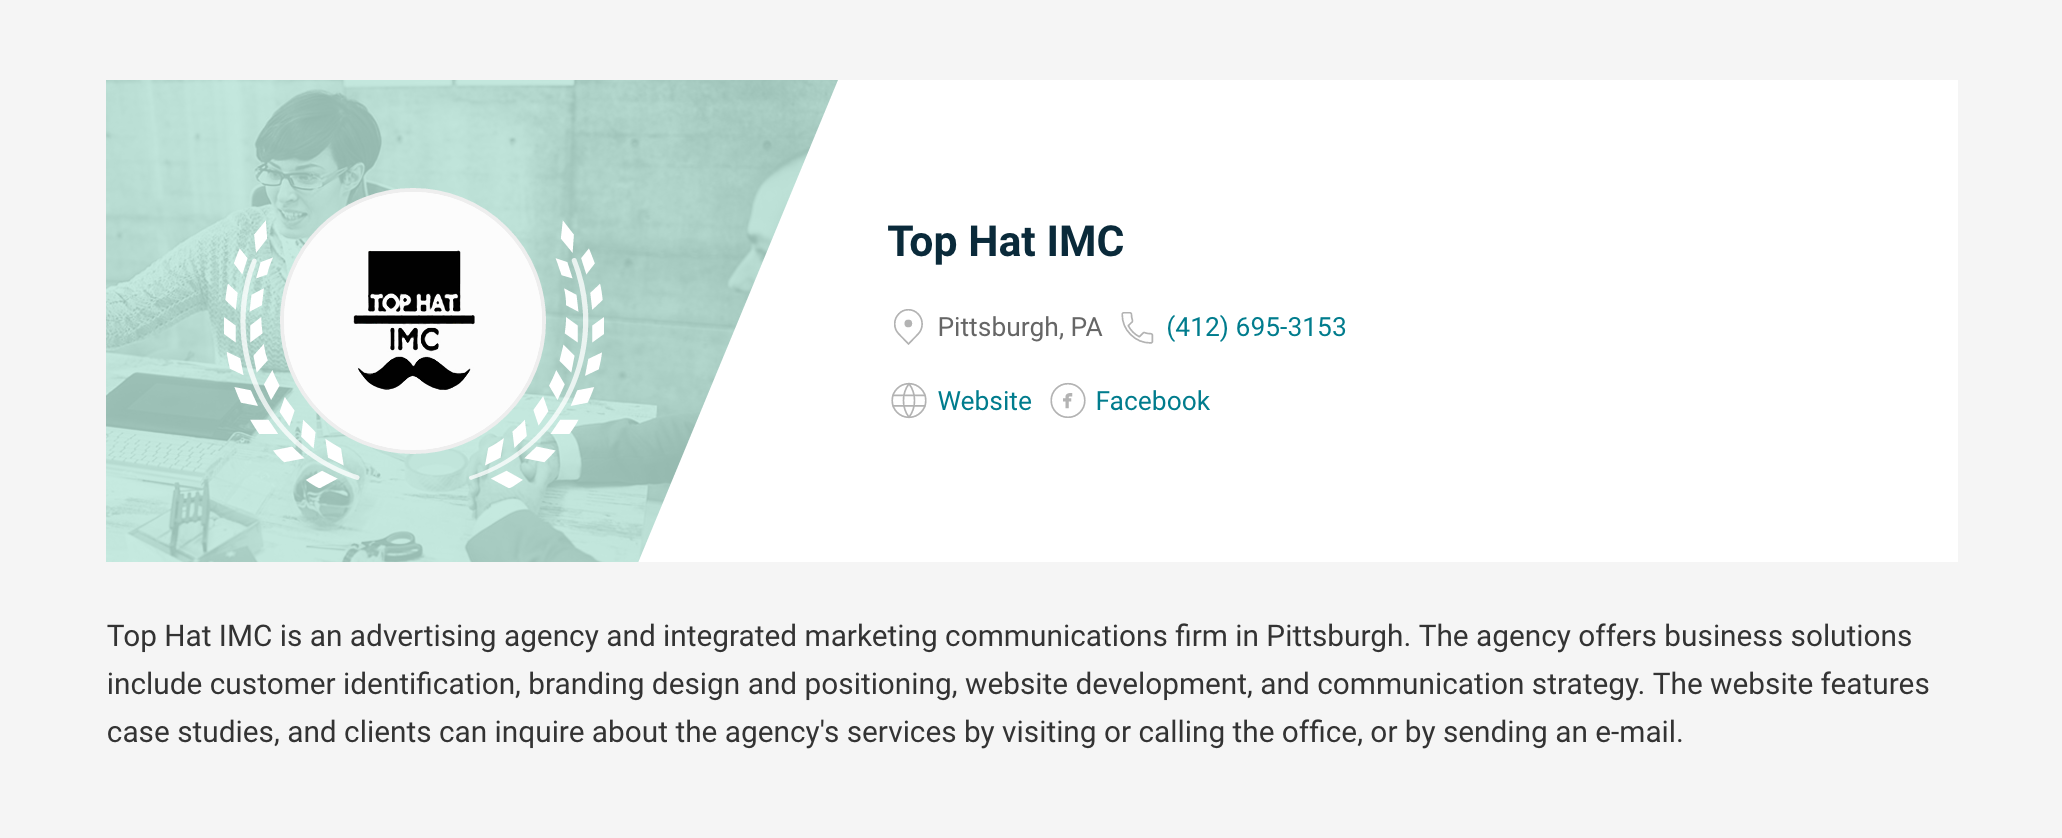 TOP HAT
IMC
Top Hat IMC
Pittsburgh, PA (412) 695-3153
Website Facebook
Top Hat IMC is an advertising agency and integrated marketing communications firm in Pittsburgh. The agency offers business solutions
include customer identification, branding design and positioning, website development, and communication strategy. The website features
case studies, and clients can inquire about the agency's services by visiting or calling the office, or by sending an e-mail.